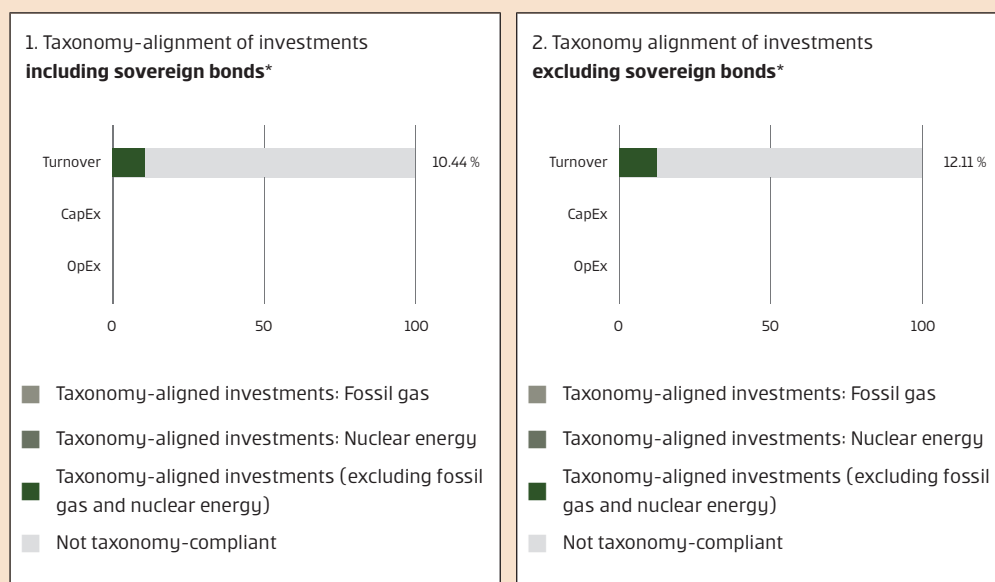 1. Taxonomy-alignment of investments
including sovereign bonds*
Turnover
10.44 %
CapEx
OpEx
0
50
100
Taxonomy-aligned investments: Fossil gas
Taxonomy-aligned investments: Nuclear energy
Taxonomy-aligned investments (excluding fossil
gas and nuclear energy)
Not taxonomy-compliant
2. Taxonomy alignment of investments
excluding sovereign bonds*
Turnover
12.11 %
CapEx
OpEx
0
50
100
Taxonomy-aligned investments: Fossil gas
Taxonomy-aligned investments: Nuclear energy
Taxonomy-aligned investments (excluding fossil
gas and nuclear energy)
Not taxonomy-compliant